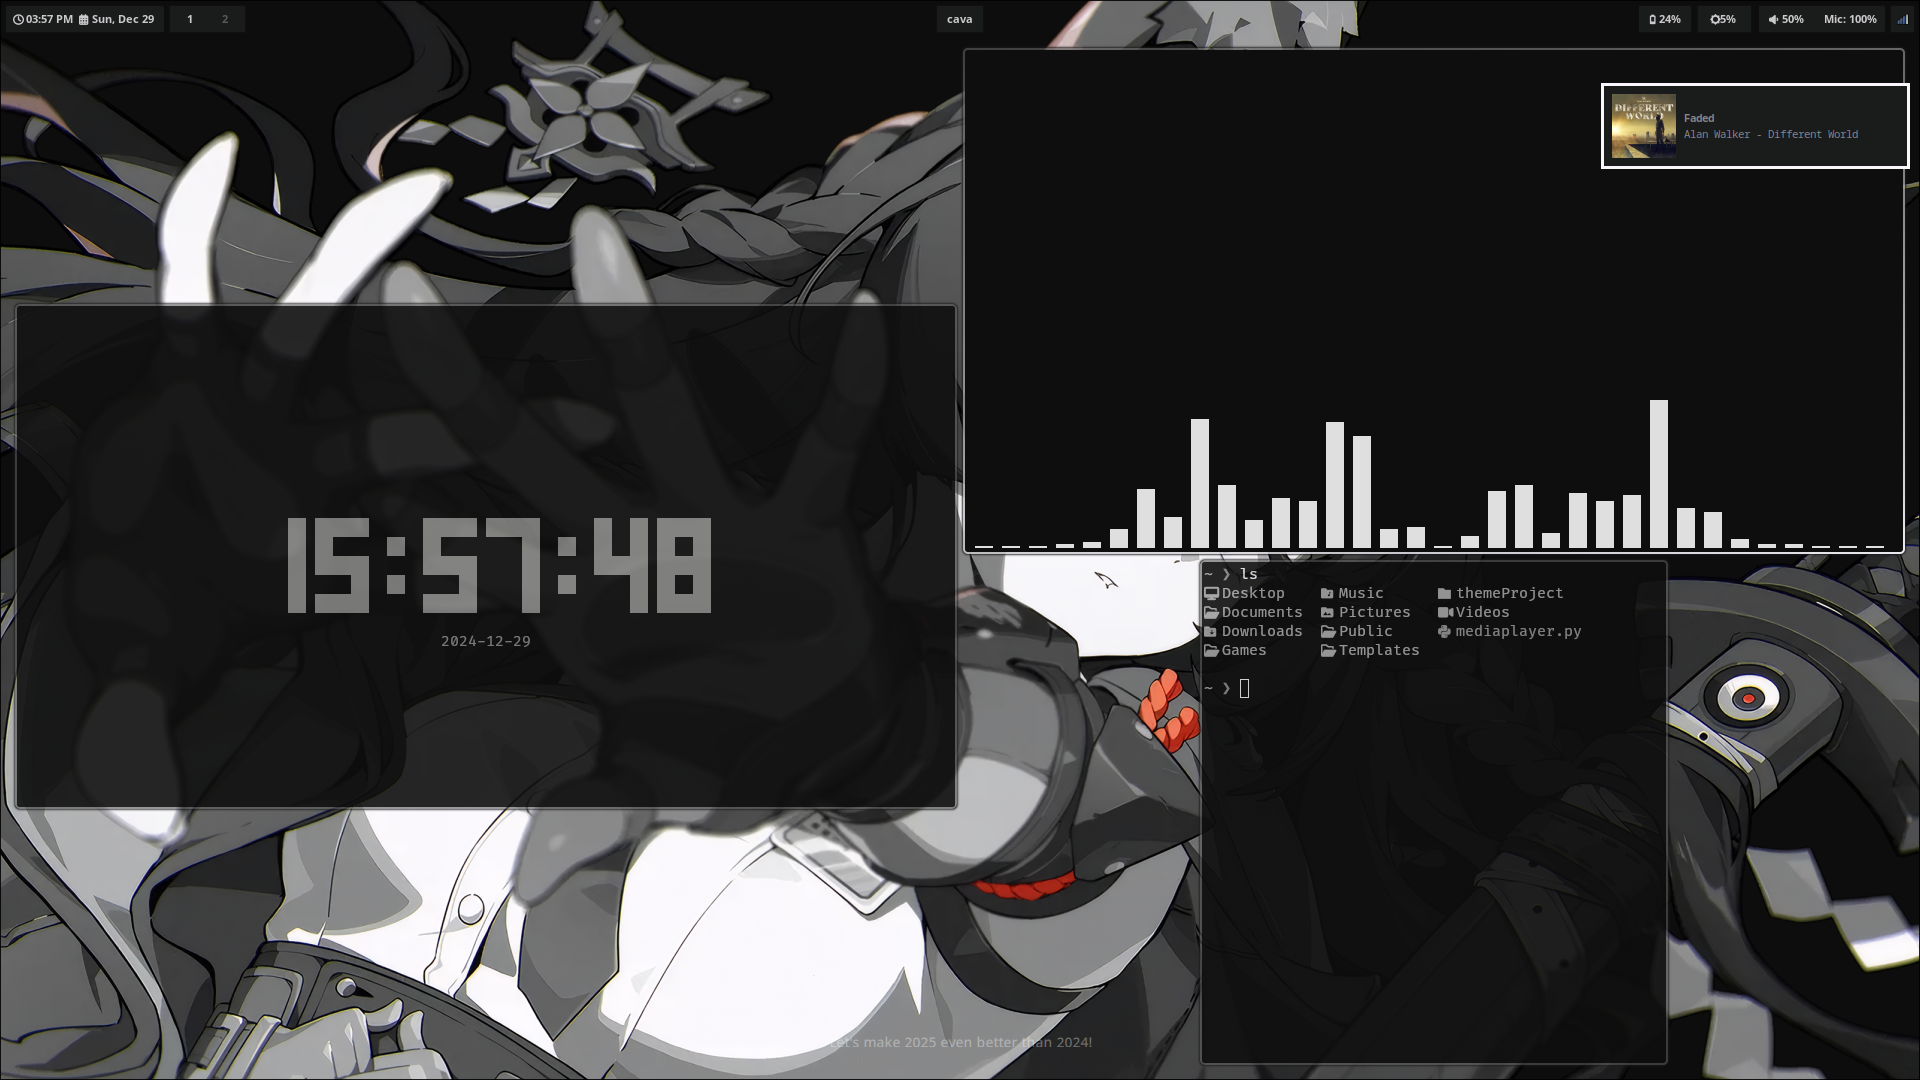 03:57 PM Sun, Dec 29 1 2 cava 24% 5% 50% Mic: 100%
DIFFERENT
WORLD
Faded
Alan Walker - Different World
15:57:48
2024-12-29
~ ❯ ls
Desktop Music themeProject
Documents Pictures Videos
Downloads Public mediaplayer.py
Games Templates
~ ❯
Let's make 2025 even better than 2024!